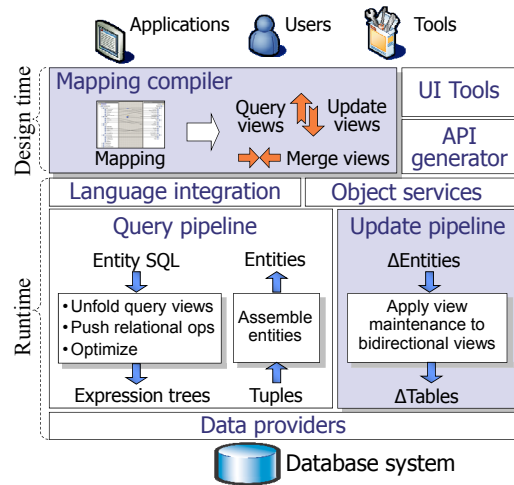 Applications
Users
Tools
Design time
Mapping compiler
Mapping
Query views
Update views
Merge views
UI Tools
API generator
Runtime
Language integration
Object services
Query pipeline
Entity SQL
•Unfold query views
•Push relational ops
•Optimize
Expression trees
Entities
Assemble
entities
Tuples
Update pipeline
ΔEntities
Apply view
maintenance to
bidirectional views
ΔTables
Data providers
Database system